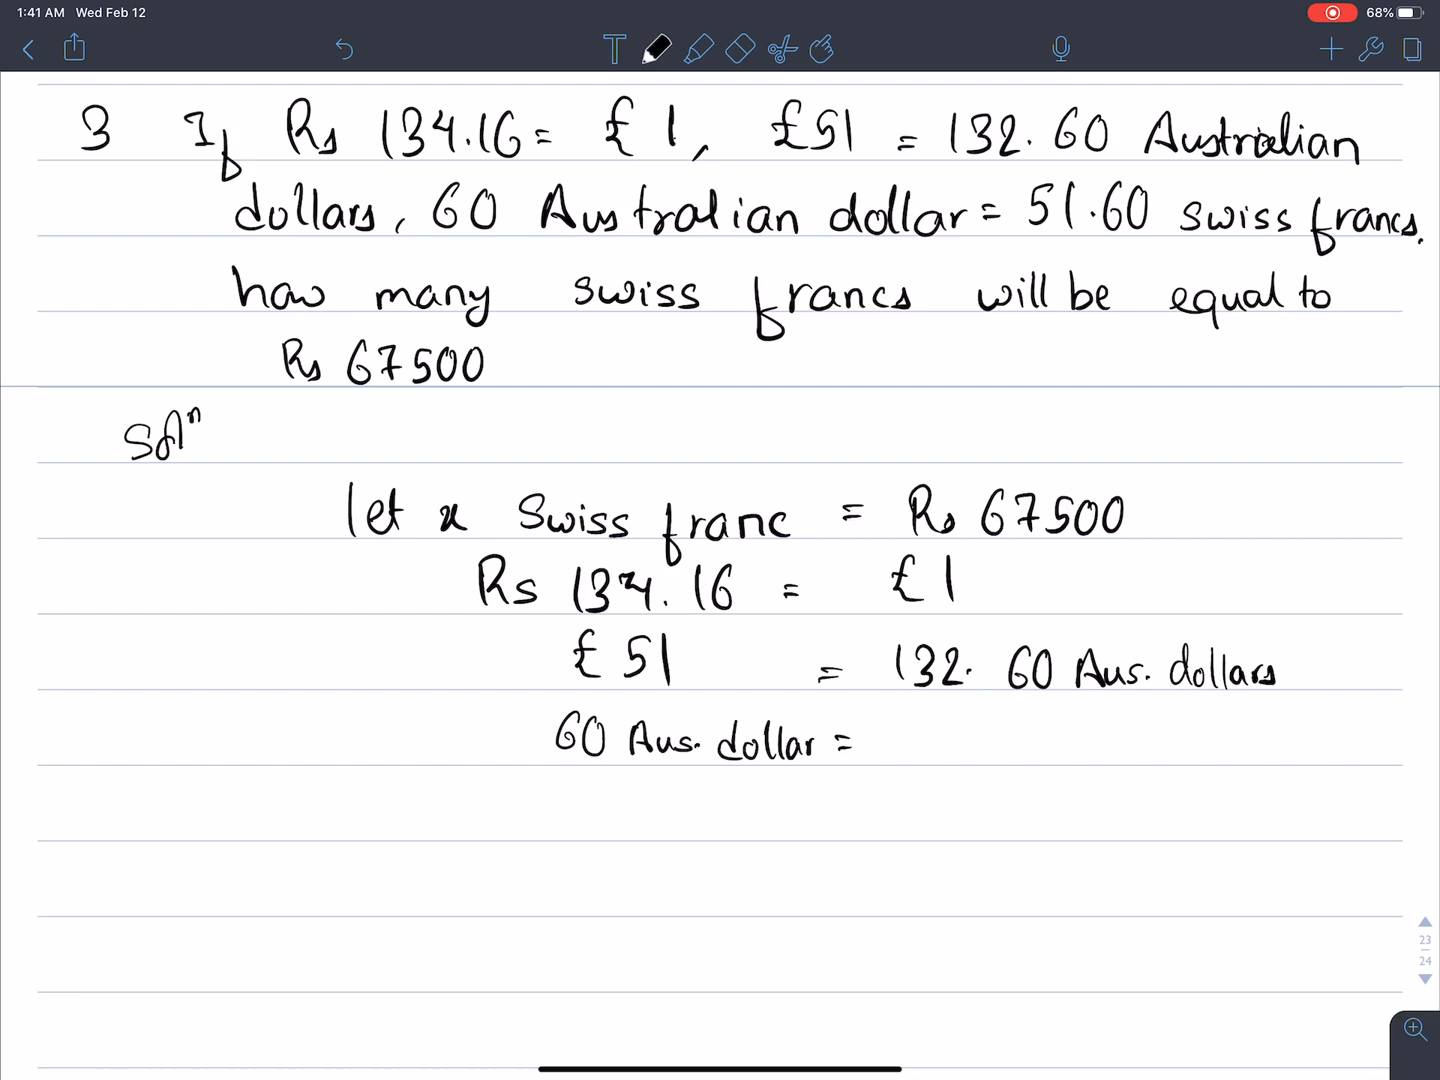 1:41 AM Wed Feb 12
68%
3 If Rs 134.16 = £ 1, £51 = 132.60 Australian
dollars, 60 Australian dollar = 51.60 swiss francs.
how many swiss francs will be equal to
Rs 67500
Solⁿ
let x Swiss franc = Rs 67500
Rs 134.16 = £ 1
£ 51 = 132. 60 Aus. dollars
60 Aus. dollar =
23
24